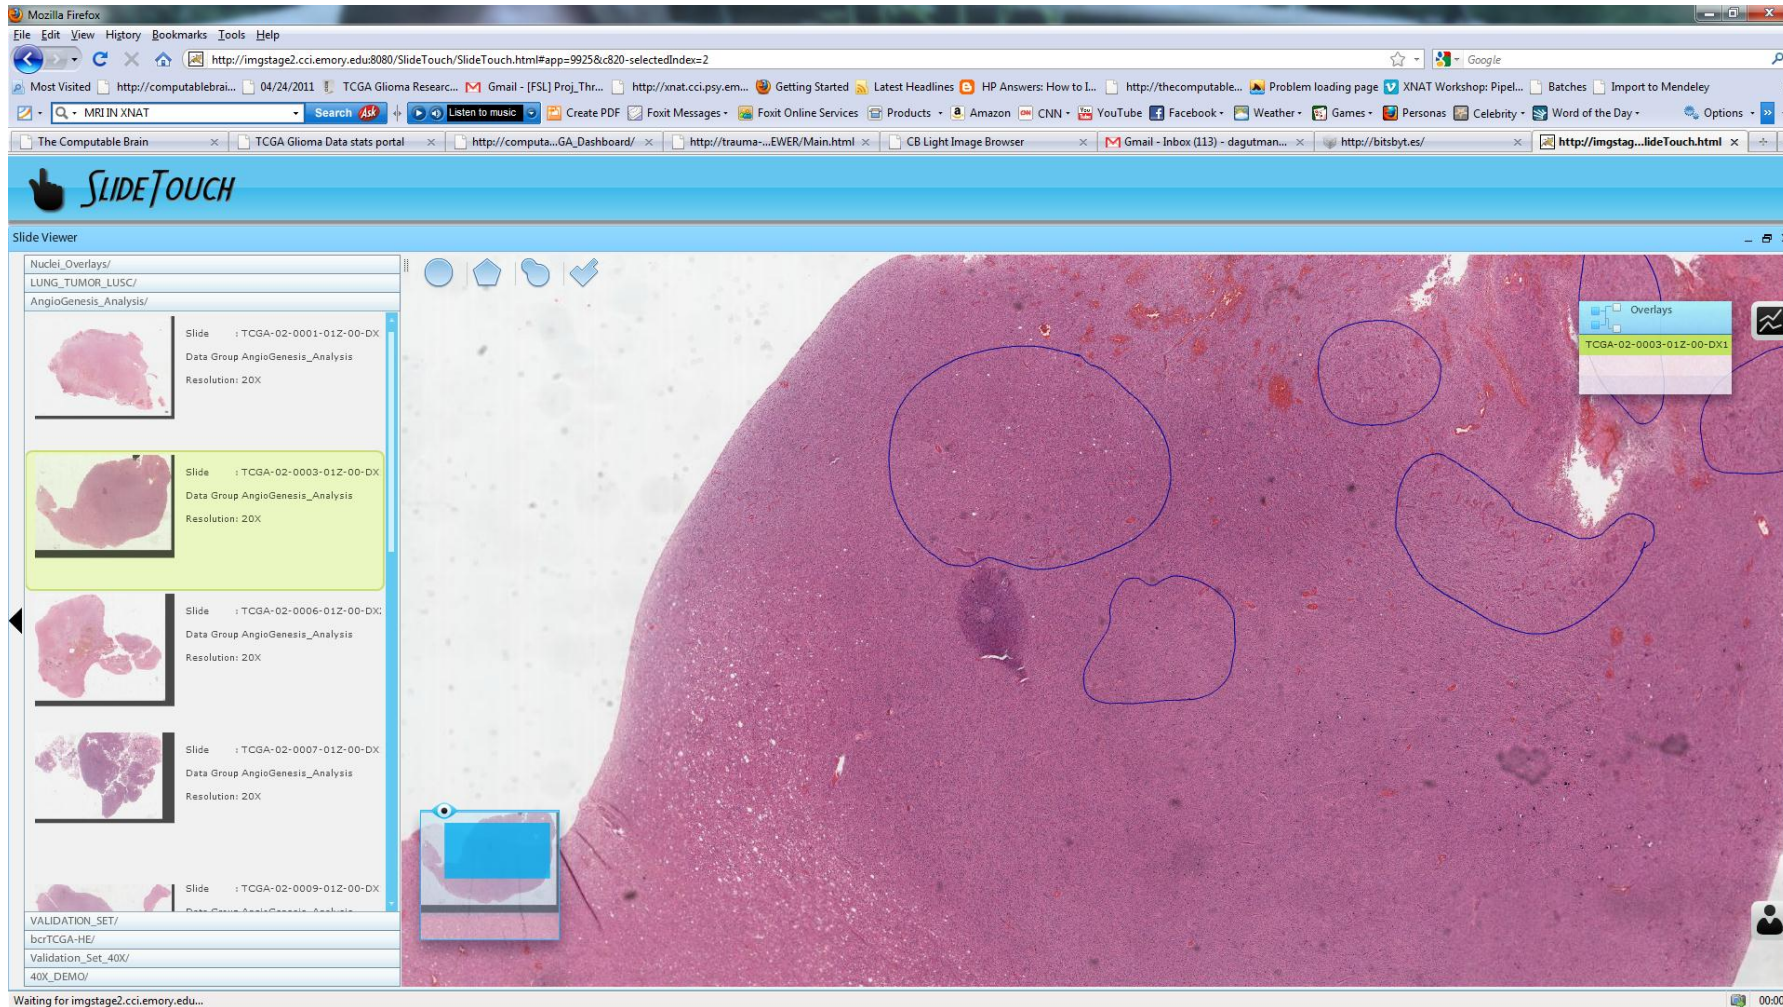 Mozilla Firefox
File Edit View History Bookmarks Tools Help
http://imgstage2.cci.emory.edu:8080/SlideTouch/SlideTouch.html#app=9925&c820-selectedIndex=2
Google
Most Visited http://computablebrai... 04/24/2011 TCGA Glioma Researc... Gmail - [FSL] Proj_Thr... http://xnat.cci.psy.em... Getting Started Latest Headlines HP Answers: How to I... http://thecomputable... Problem loading page XNAT Workshop: Pipel... Batches Import to Mendeley
MRI IN XNAT Search Ask Listen to music Create PDF Foxit Messages Foxit Online Services Products Amazon CNN YouTube Facebook Weather Games Personas Celebrity Word of the Day Options
The Computable Brain TCGA Glioma Data stats portal http://computa...GA_Dashboard/ http://trauma-...EWER/Main.html CB Light Image Browser Gmail - Inbox (113) - dagutman... http://bitsbyt.es/ http://imgstag...lideTouch.html
SLIDETOUCH
Slide Viewer
Nuclei_Overlays/
LUNG_TUMOR_LUSC/
AngioGenesis_Analysis/
Slide : TCGA-02-0001-01Z-00-DX
Data Group AngioGenesis_Analysis
Resolution: 20X
Slide : TCGA-02-0003-01Z-00-DX
Data Group AngioGenesis_Analysis
Resolution: 20X
Slide : TCGA-02-0006-01Z-00-DX
Data Group AngioGenesis_Analysis
Resolution: 20X
Slide : TCGA-02-0007-01Z-00-DX
Data Group AngioGenesis_Analysis
Resolution: 20X
Slide : TCGA-02-0009-01Z-00-DX
Data Group AngioGenesis_Analysis
VALIDATION_SET/
bcrTCGA-HE/
Validation_Set_40X/
40X_DEMO/
Overlays
TCGA-02-0003-01Z-00-DX1
Waiting for imgstage2.cci.emory.edu...
00:00